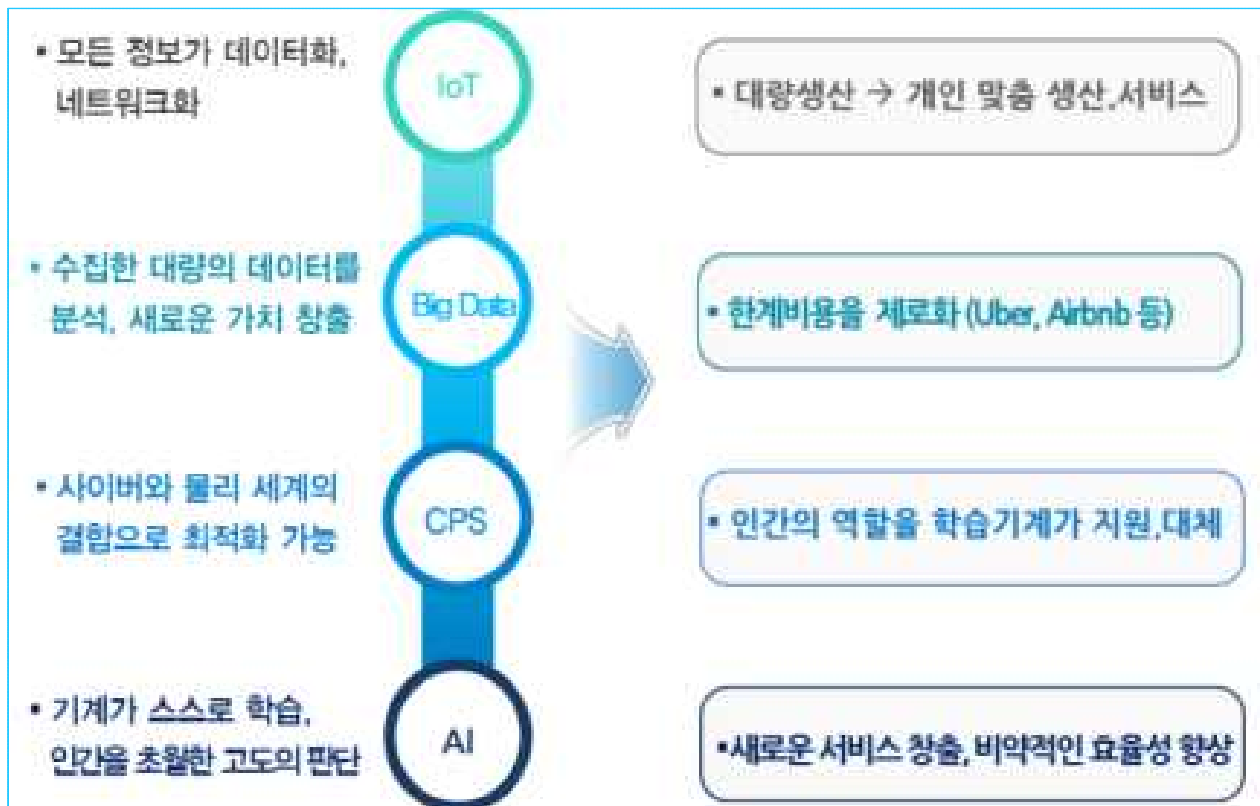 ▪ 모든 정보가 데이터화,
네트워크화
IoT
▪ 대량생산 → 개인 맞춤 생산,서비스
▪ 수집한 대량의 데이터를
분석, 새로운 가치 창출
Big Data
▪ 한계비용을 제로화 (Uber, Airbnb 등)
▪ 사이버와 물리 세계의
결합으로 최적화 가능
CPS
▪ 인간의 역할을 학습기계가 지원,대체
▪ 기계가 스스로 학습,
인간을 초월한 고도의 판단
AI
▪새로운 서비스 창출, 비약적인 효율성 향상